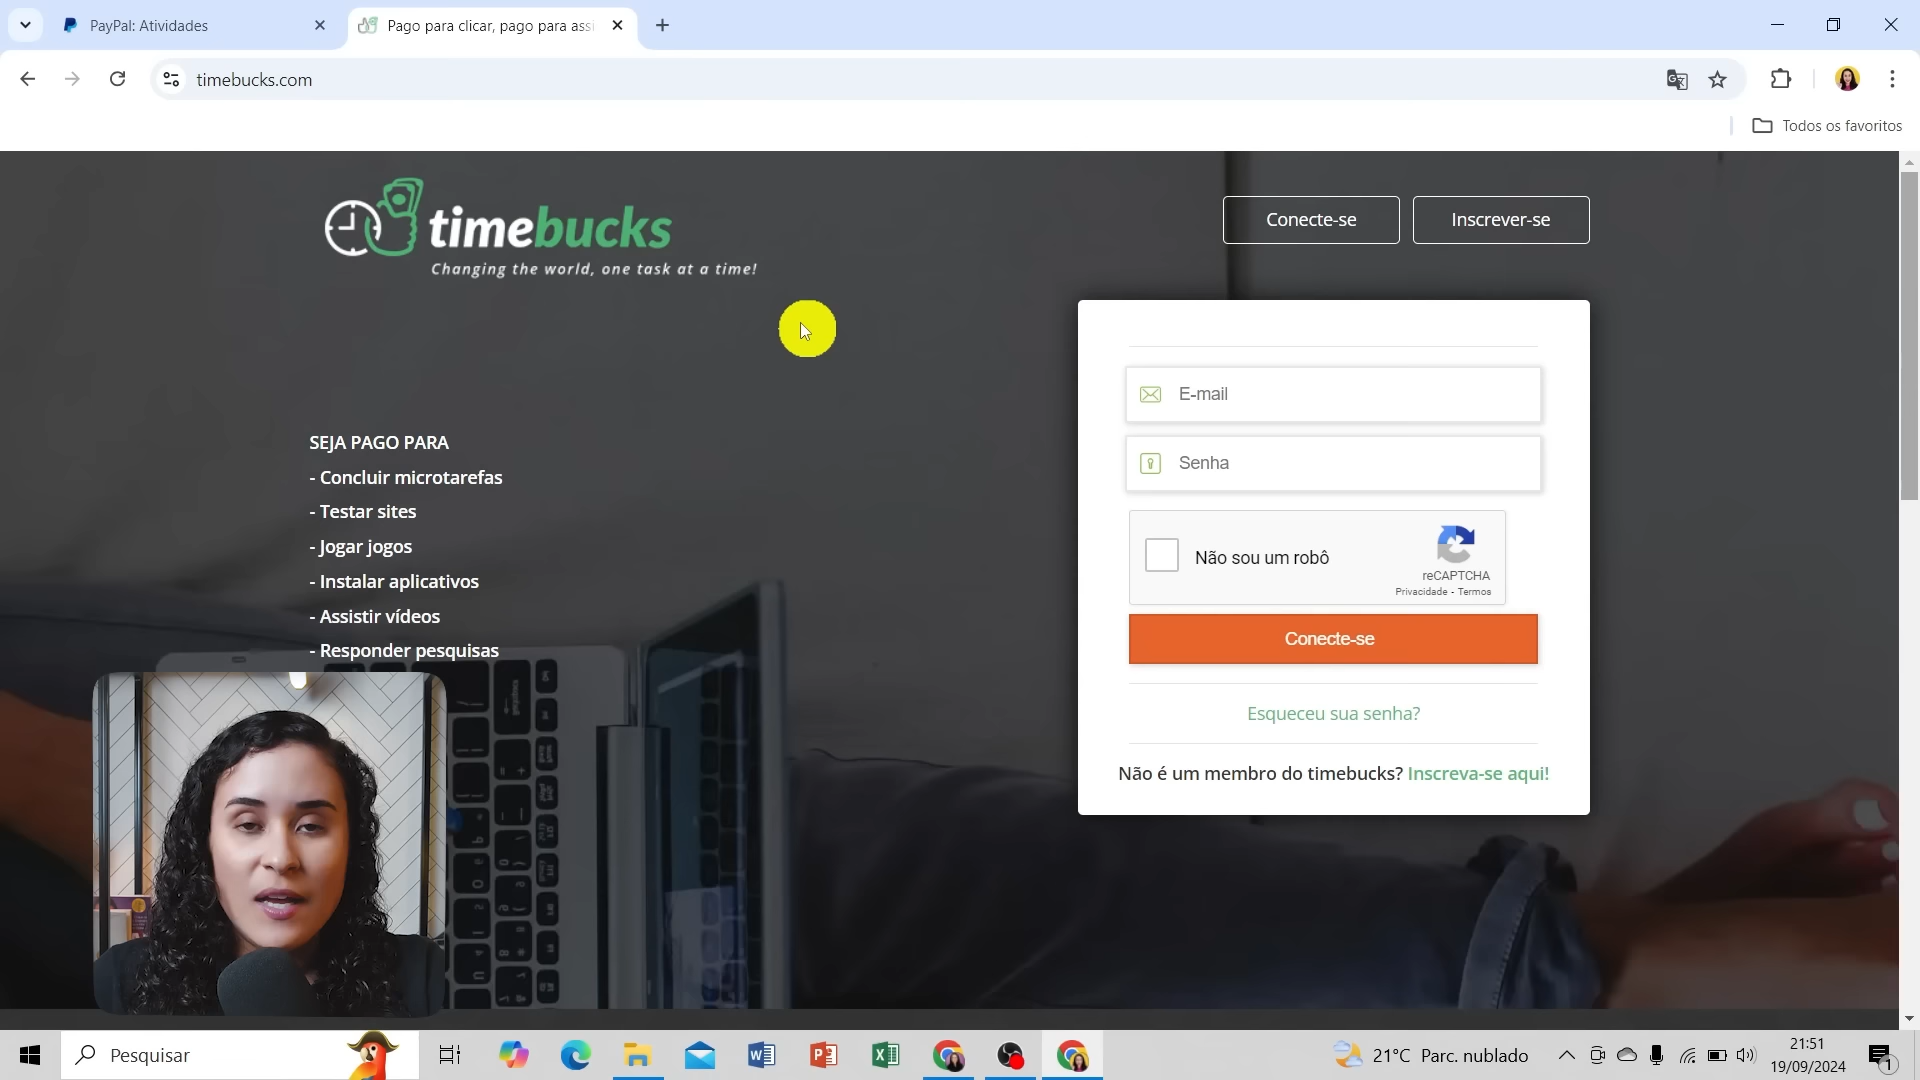 PayPal: Atividades
Pago para clicar, pago para assi
timebucks.com
Todos os favoritos
timebucks
Changing the world, one task at a time!
Conecte-se
Inscrever-se
SEJA PAGO PARA
- Concluir microtarefas
- Testar sites
- Jogar jogos
- Instalar aplicativos
- Assistir vídeos
- Responder pesquisas
E-mail
Senha
Não sou um robô
reCAPTCHA
Privacidade - Termos
Conecte-se
Esqueceu sua senha?
Não é um membro do timebucks? Inscreva-se aqui!
Pesquisar
21°C Parc. nublado
21:51
19/09/2024
1